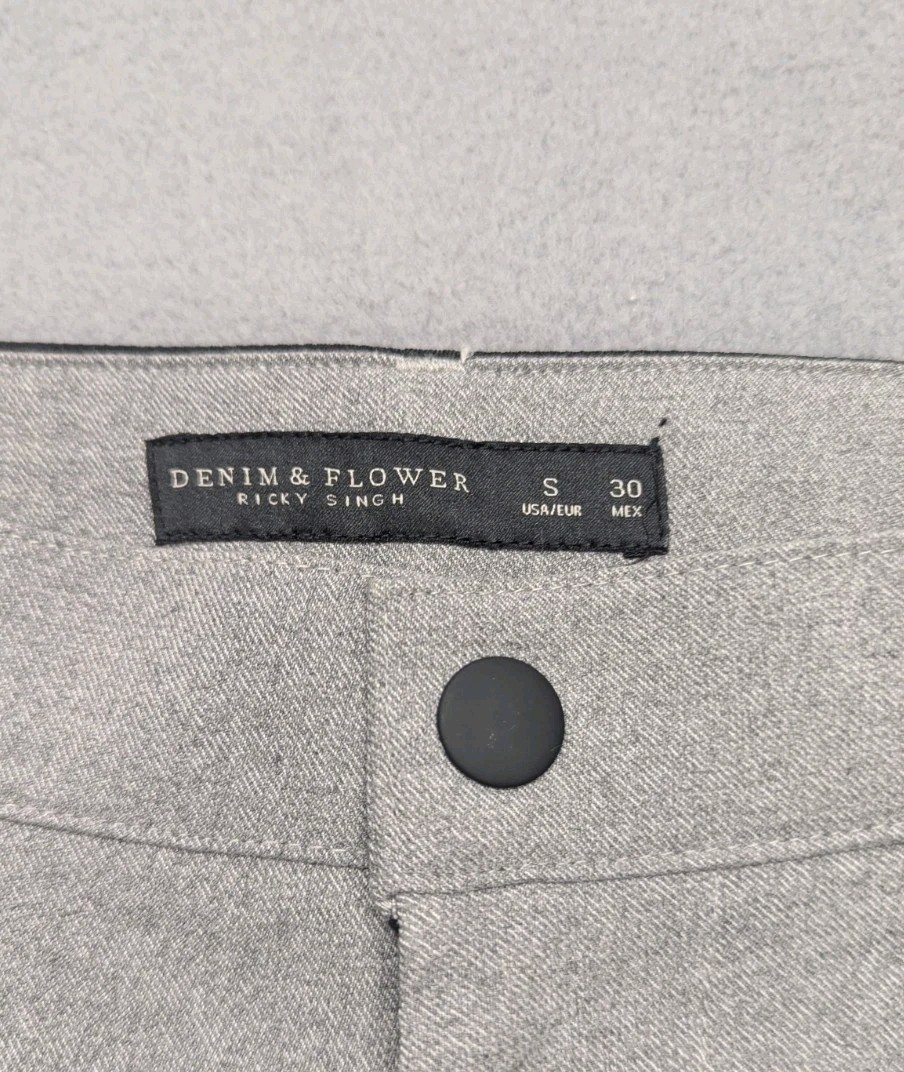 DENIM & FLOWER
RICKY SINGH
S 30
USA/EUR MEX